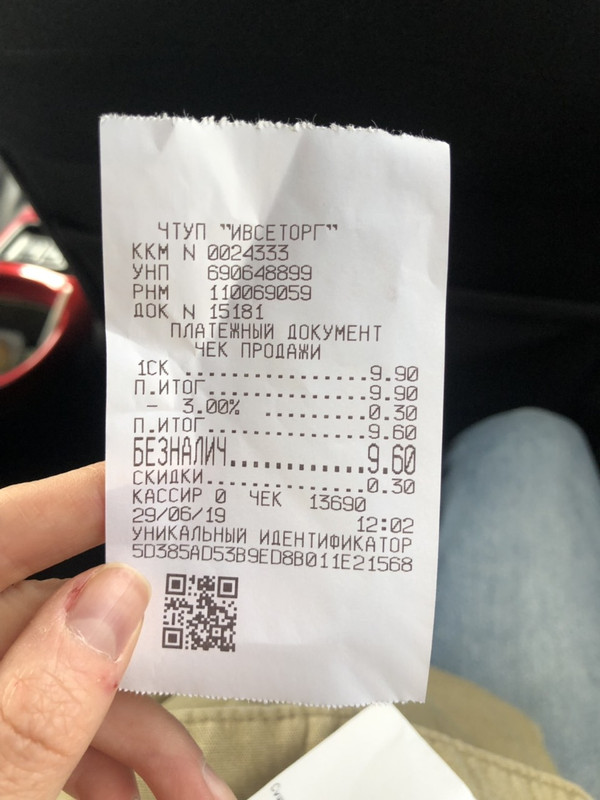 ЧТУП "ИВСЕТОРГ"
ККМ N 0024333
УНП 690648899
РНМ 110069059
ДОК N 15181
ПЛАТЕЖНЫЙ ДОКУМЕНТ
ЧЕК ПРОДАЖИ
1СК ..................9.90
П.ИТОГ................9.90
- 3.00% ..........0.30
П.ИТОГ................9.60
БЕЗНАЛИЧ..............9.60
СКИДКИ................0.30
КАССИР 0 ЧЕК 13690
29/06/19 12:02
УНИКАЛЬНЫЙ ИДЕНТИФИКАТОР
5D385AD53B9ED8B011E21568